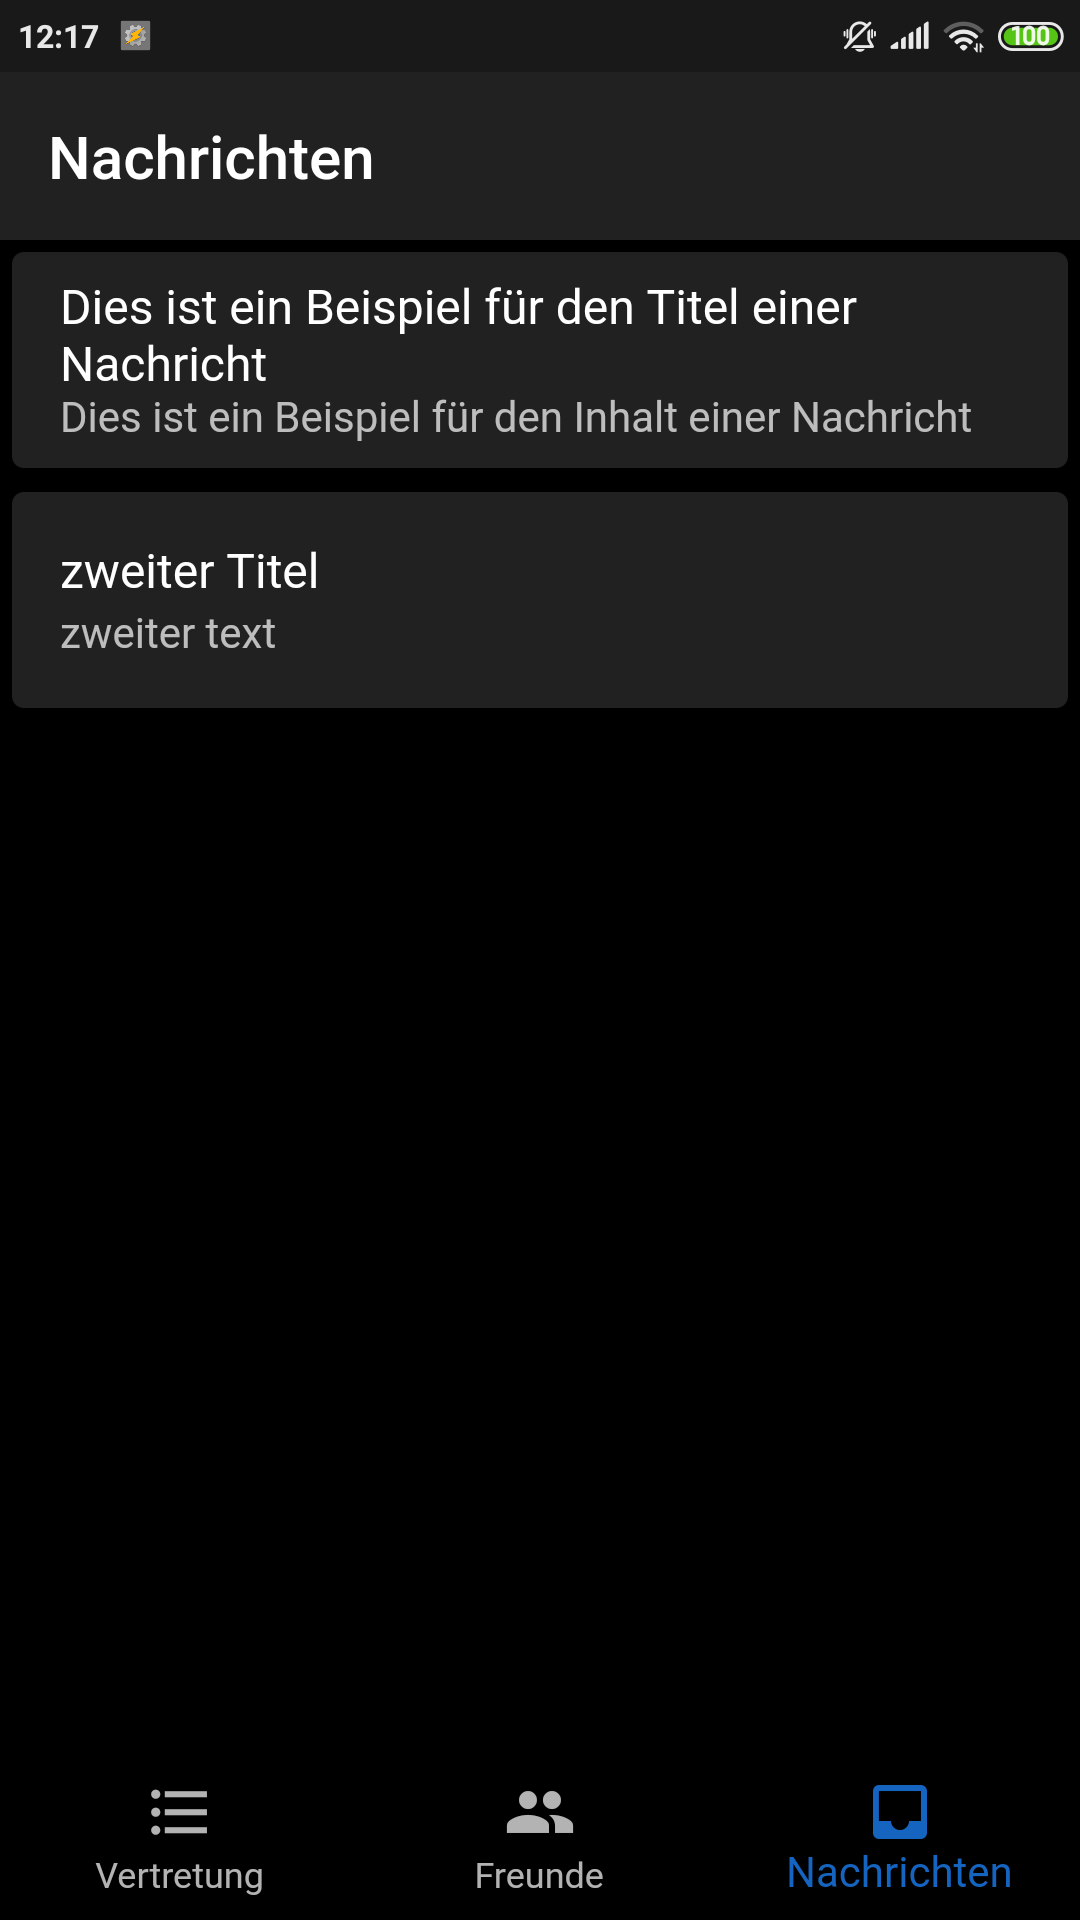 12:17
100
Nachrichten
Dies ist ein Beispiel für den Titel einer
Nachricht
Dies ist ein Beispiel für den Inhalt einer Nachricht
zweiter Titel
zweiter text
Vertretung
Freunde
Nachrichten